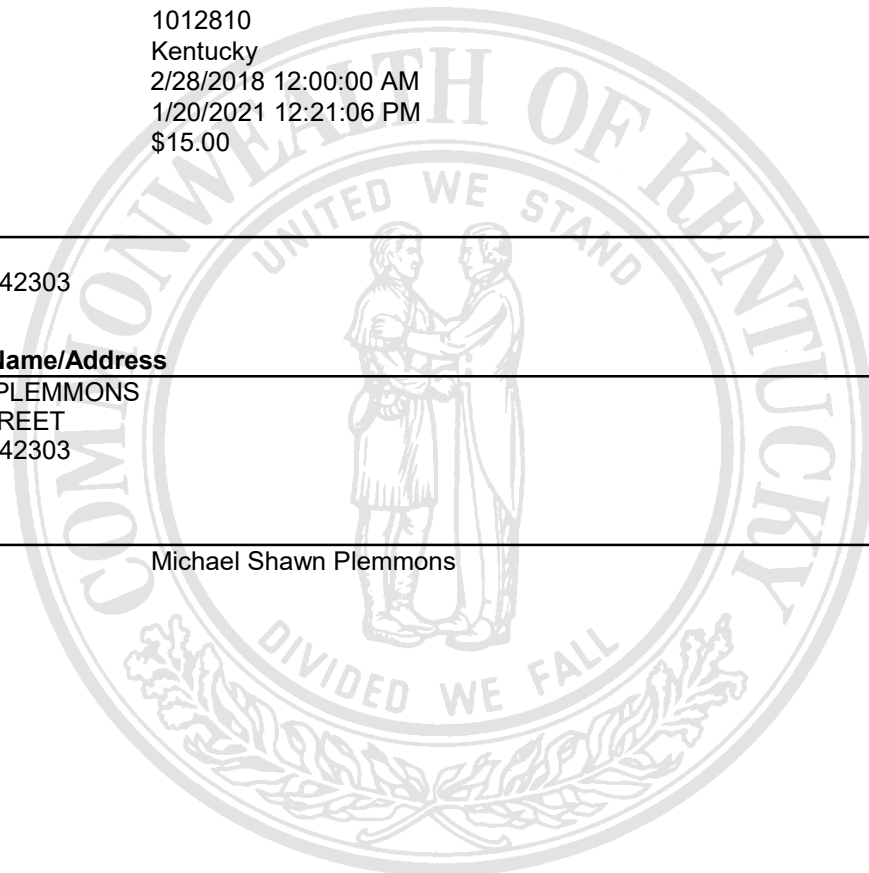 1012810
Kentucky
2/28/2018 12:00:00 AM
1/20/2021 12:21:06 PM
$15.00
COMMONWEALTH OF KENTUCKY
UNITED WE STAND
42303
Name/Address
PLEMMONS
REET
42303
Michael Shawn Plemmons
DIVIDED WE FALL